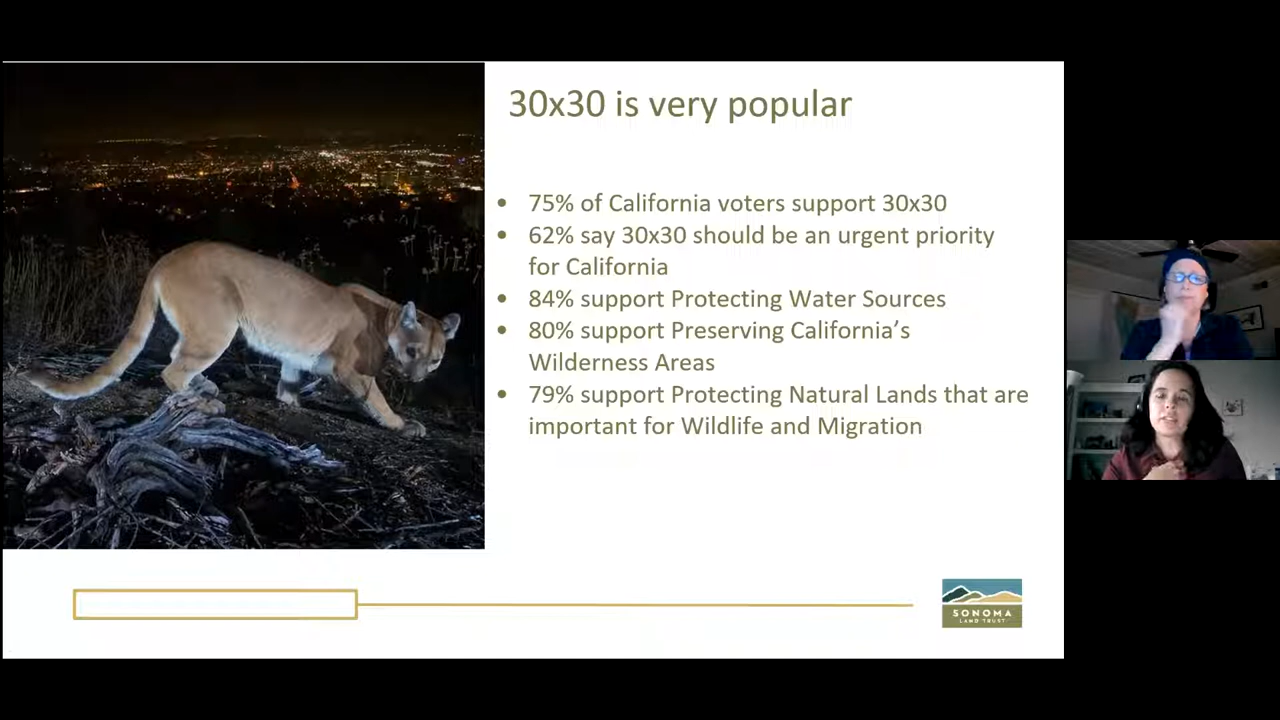 30x30 is very popular
• 75% of California voters support 30x30
• 62% say 30x30 should be an urgent priority
for California
• 84% support Protecting Water Sources
• 80% support Preserving California’s
Wilderness Areas
• 79% support Protecting Natural Lands that are
important for Wildlife and Migration
SONOMA
LAND TRUST